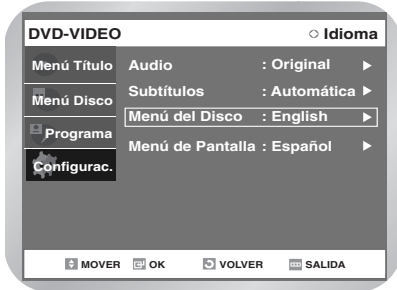 DVD-VIDEO Idioma
Menú Título
Menú Disco
Programa
Configurac.
Audio : Original
Subtítulos : Automática
Menú del Disco : English
Menú de Pantalla : Español
MOVER OK VOLVER SALIDA